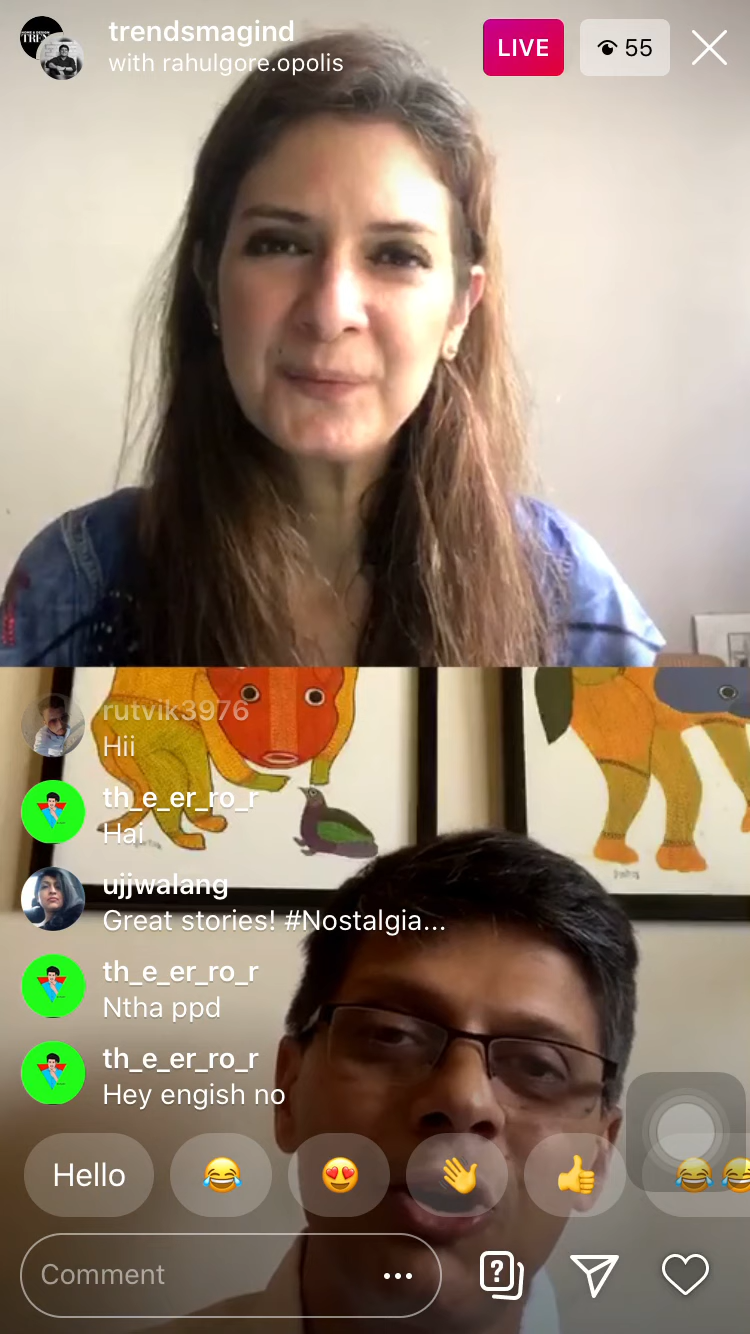 trendsmagind
with rahulgore.opolis
LIVE
55
rutvik3976
Hii
th_e_er_ro_r
Hai
ujjwalang
Great stories! #Nostalgia...
th_e_er_ro_r
Ntha ppd
th_e_er_ro_r
Hey engish no
Hello
Comment